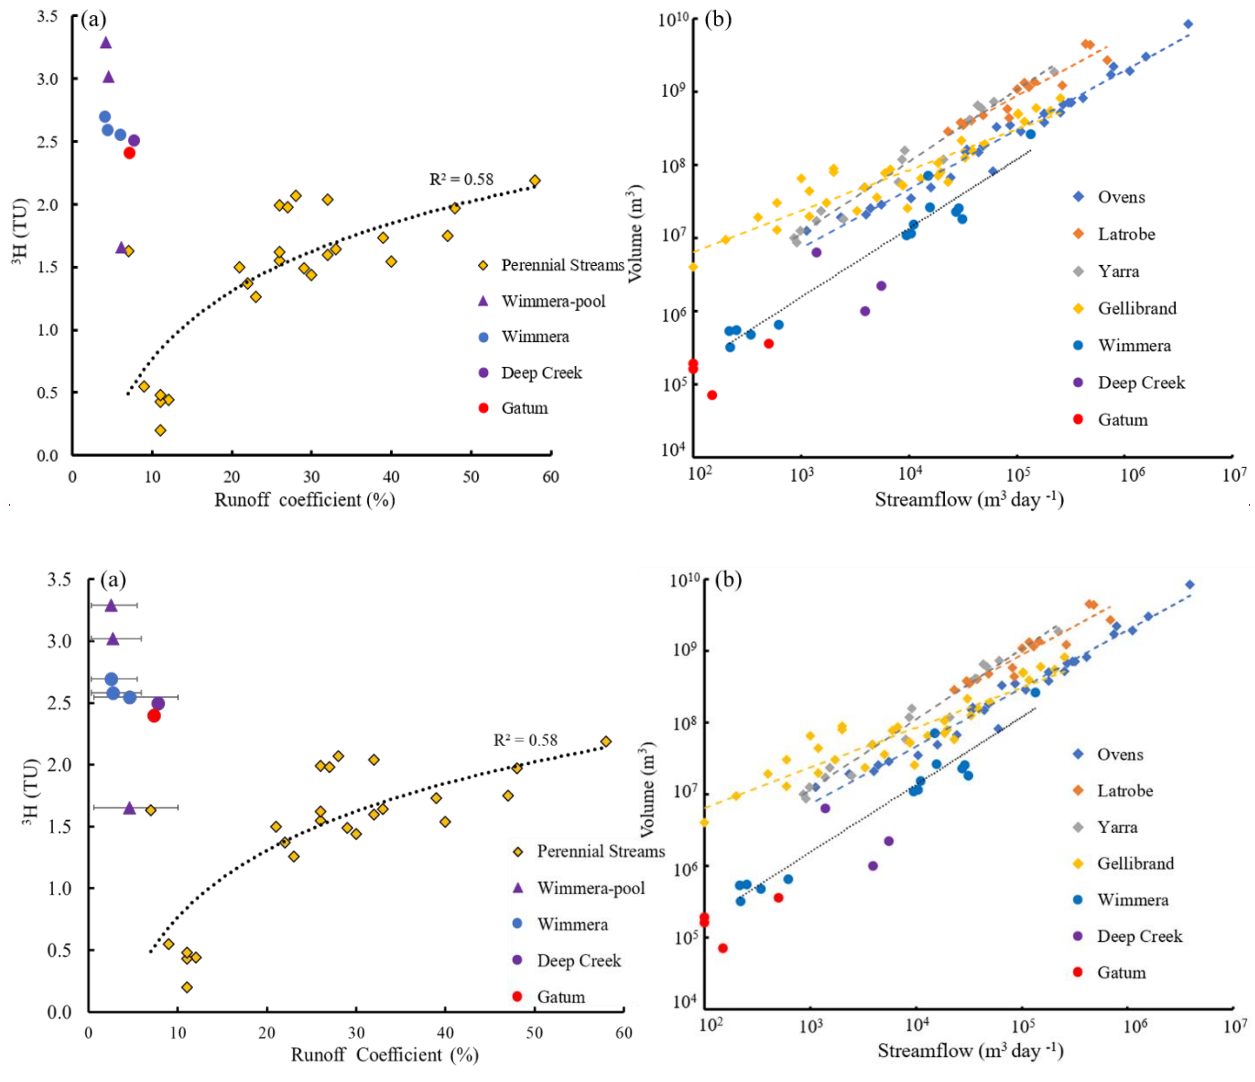 (a)
3.5
3.0
2.5
2.0
1.5
1.0
0.5
0.0
³H (TU)
R² = 0.58
Perennial Streams
Wimmera-pool
Wimmera
Deep Creek
Gatum
0 10 20 30 40 50 60
Runoff coefficient (%)
(b)
10¹⁰
10⁹
10⁸
10⁷
10⁶
10⁵
10⁴
Volume (m³)
Ovens
Latrobe
Yarra
Gellibrand
Wimmera
Deep Creek
Gatum
10² 10³ 10⁴ 10⁵ 10⁶ 10⁷
Streamflow (m³ day ⁻¹)
(a)
3.5
3.0
2.5
2.0
1.5
1.0
0.5
0.0
³H (TU)
R² = 0.58
Perennial Streams
Wimmera-pool
Wimmera
Deep Creek
Gatum
0 10 20 30 40 50 60
Runoff Coefficient (%)
(b)
10¹⁰
10⁹
10⁸
10⁷
10⁶
10⁵
10⁴
Volume (m³)
Ovens
Latrobe
Yarra
Gellibrand
Wimmera
Deep Creek
Gatum
10² 10³ 10⁴ 10⁵ 10⁶ 10⁷
Streamflow (m³ day ⁻¹)